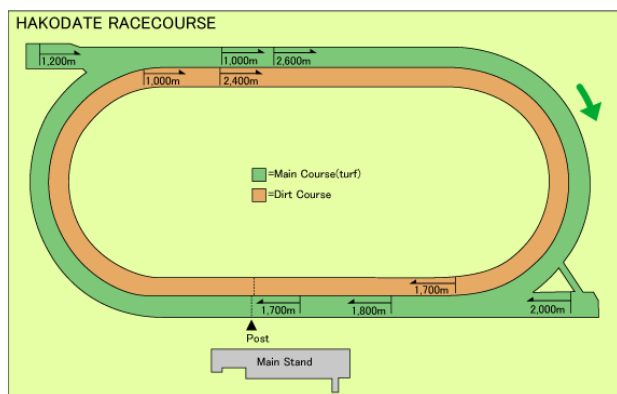 HAKODATE RACECOURSE
1,200m
1,000m
2,600m
1,000m
2,400m
=Main Course(turf)
=Dirt Course
1,700m
1,700m
1,800m
2,000m
Post
Main Stand